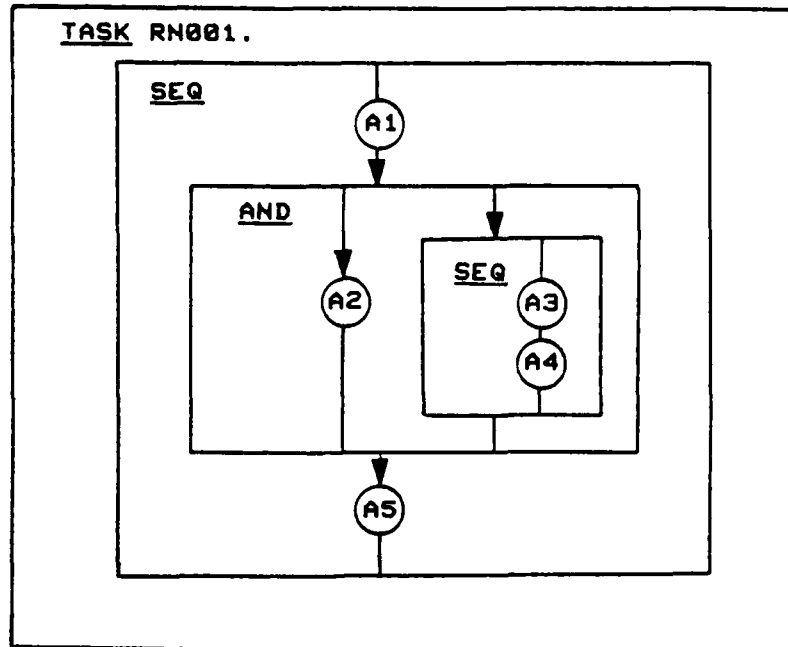 TASK RN001.
SEQ
A1
AND
SEQ
A2
A3
A4
A5